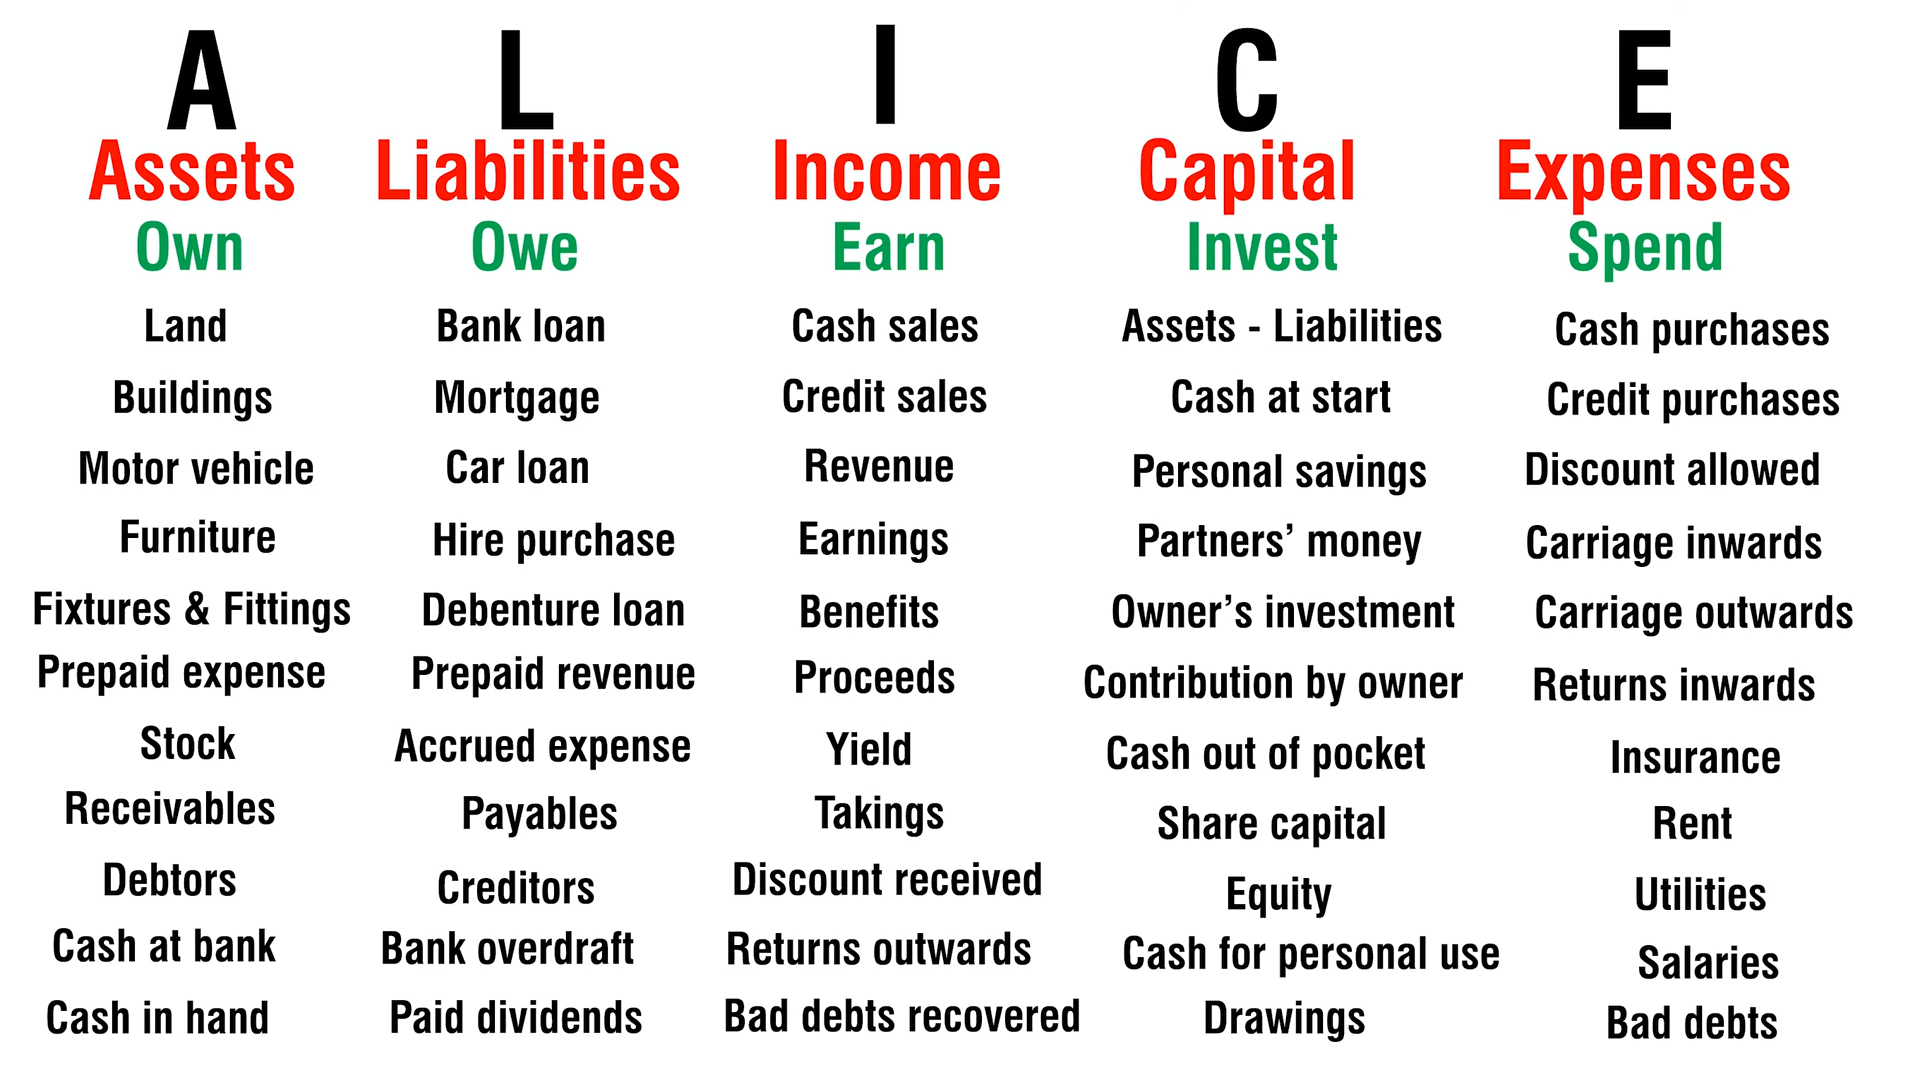 A L I C E
Assets Liabilities Income Capital Expenses
Own Owe Earn Invest Spend
Land Bank loan Cash sales Assets - Liabilities Cash purchases
Buildings Mortgage Credit sales Cash at start Credit purchases
Motor vehicle Car loan Revenue Personal savings Discount allowed
Furniture Hire purchase Earnings Partners’ money Carriage inwards
Fixtures & Fittings Debenture loan Benefits Owner’s investment Carriage outwards
Prepaid expense Prepaid revenue Proceeds Contribution by owner Returns inwards
Stock Accrued expense Yield Cash out of pocket Insurance
Receivables Payables Takings Share capital Rent
Debtors Creditors Discount received Equity Utilities
Cash at bank Bank overdraft Returns outwards Cash for personal use Salaries
Cash in hand Paid dividends Bad debts recovered Drawings Bad debts